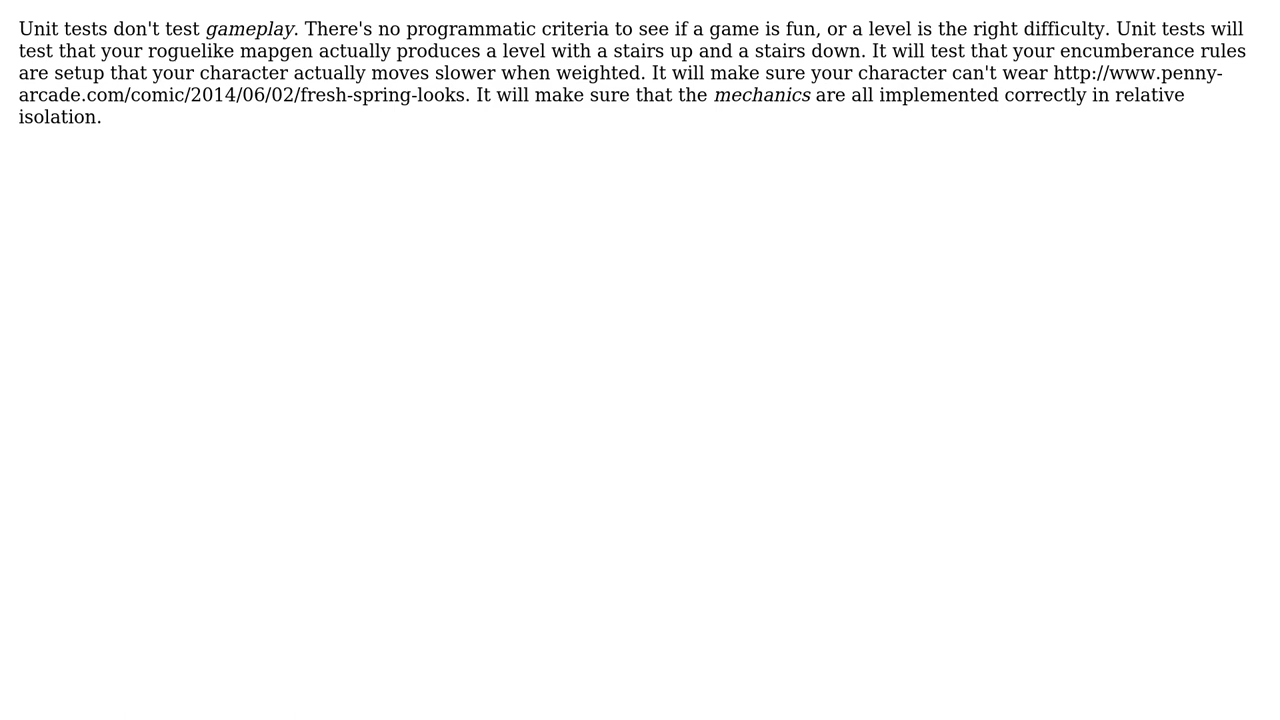 Unit tests don't test gameplay. There's no programmatic criteria to see if a game is fun, or a level is the right difficulty. Unit tests will
test that your roguelike mapgen actually produces a level with a stairs up and a stairs down. It will test that your encumberance rules
are setup that your character actually moves slower when weighted. It will make sure your character can't wear http://www.penny-
arcade.com/comic/2014/06/02/fresh-spring-looks. It will make sure that the mechanics are all implemented correctly in relative
isolation.